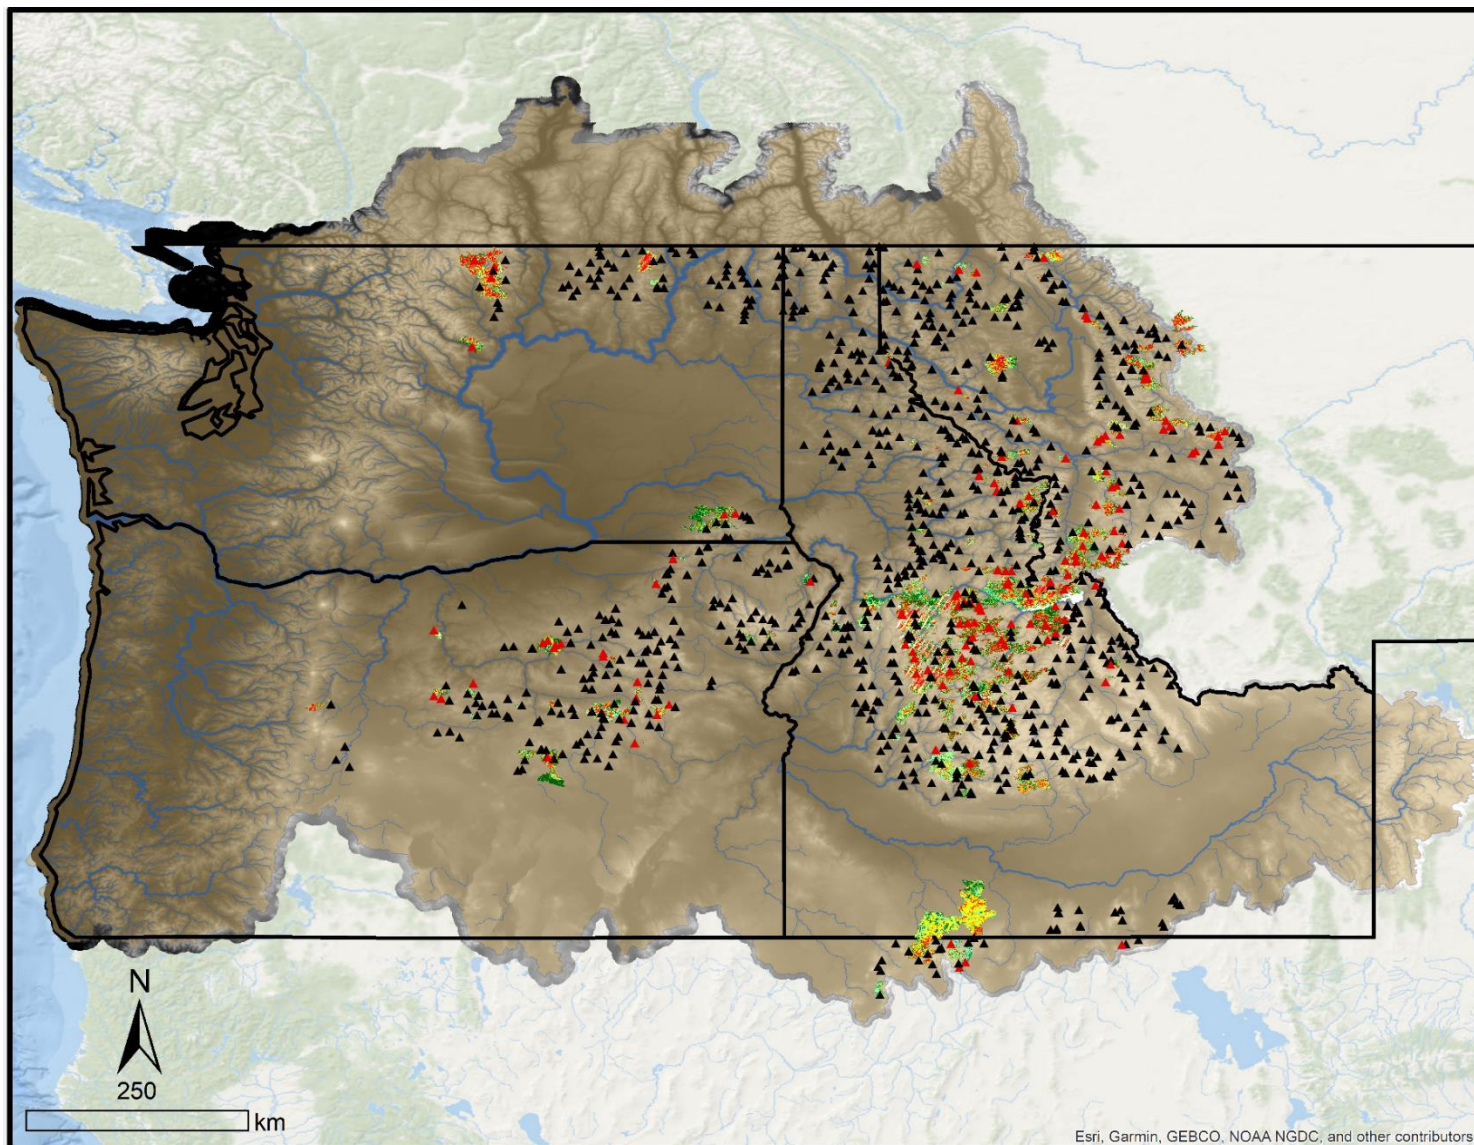 N
250
km
Esri, Garmin, GEBCO, NOAA NGDC, and other contributors